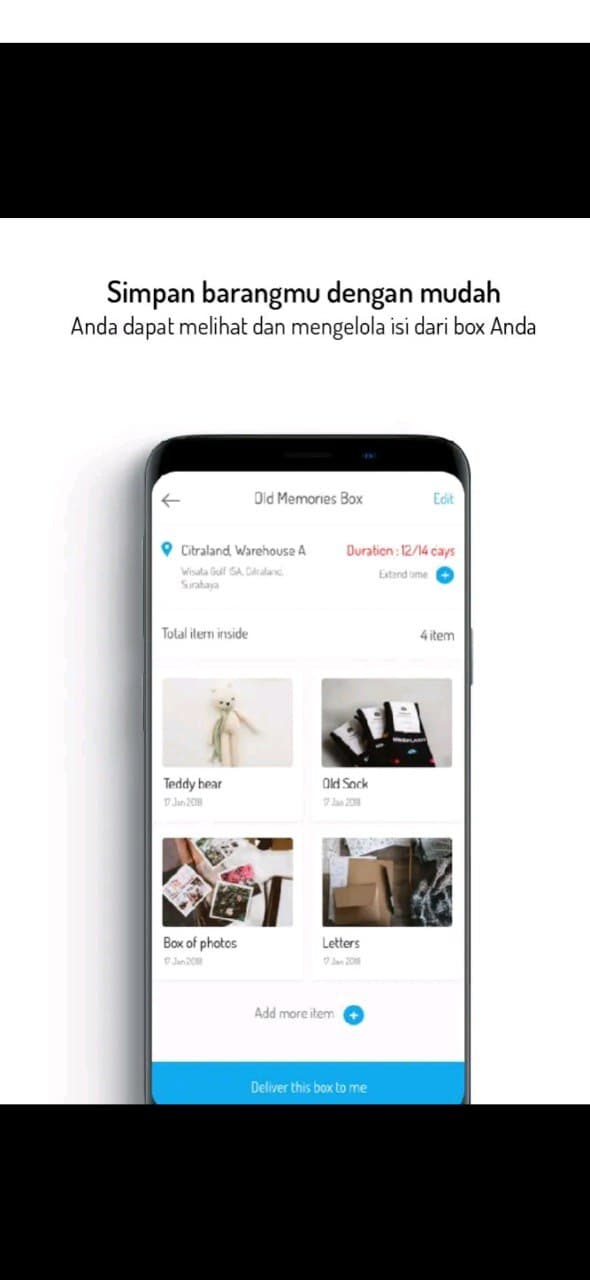 Simpan barangmu dengan mudah
Anda dapat melihat dan mengelola isi dari box Anda
Old Memories Box
Edit
Citraland, Warehouse A
Duration : 12/14 days
Wisata Golf 15A, Citraland,
Surabaya
Extend time
Total item inside
4 item
Teddy bear
17 Jan 2018
Old Sock
17 Jan 2018
Box of photos
17 Jan 2018
Letters
17 Jan 2018
Add more item
Deliver this box to me